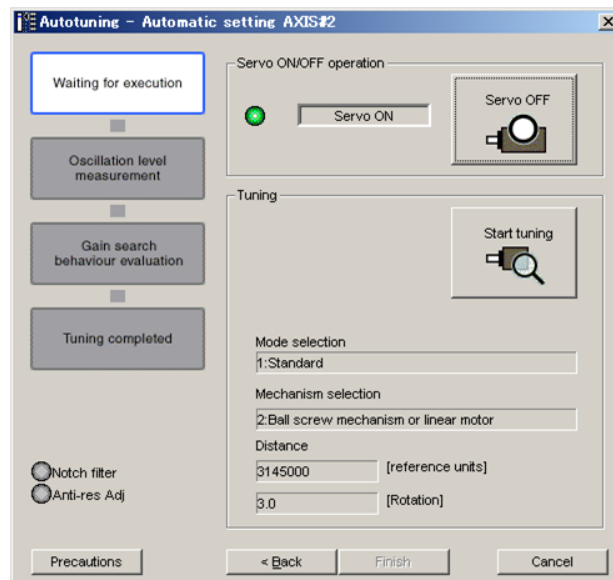 Autotuning - Automatic setting AXIS#2
Waiting for execution
Oscillation level
measurement
Gain search
behaviour evaluation
Tuning completed
Notch filter
Anti-res Adj
Precautions
Servo ON/OFF operation
Servo ON
Servo OFF
Tuning
Start tuning
Mode selection
1:Standard
Mechanism selection
2:Ball screw mechanism or linear motor
Distance
3145000 [reference units]
3.0 [Rotation]
< Back
Finish
Cancel